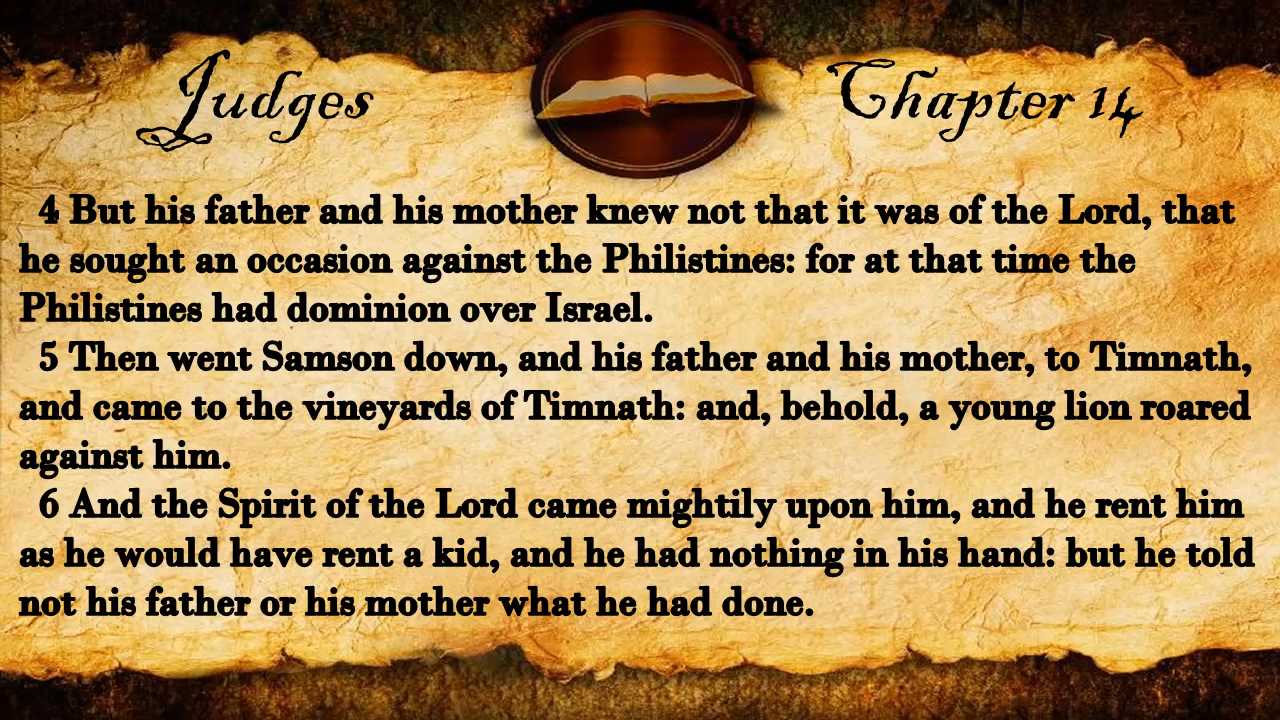 Judges
Chapter 14
4 But his father and his mother knew not that it was of the Lord, that
he sought an occasion against the Philistines: for at that time the
Philistines had dominion over Israel.
5 Then went Samson down, and his father and his mother, to Timnath,
and came to the vineyards of Timnath: and, behold, a young lion roared
against him.
6 And the Spirit of the Lord came mightily upon him, and he rent him
as he would have rent a kid, and he had nothing in his hand: but he told
not his father or his mother what he had done.